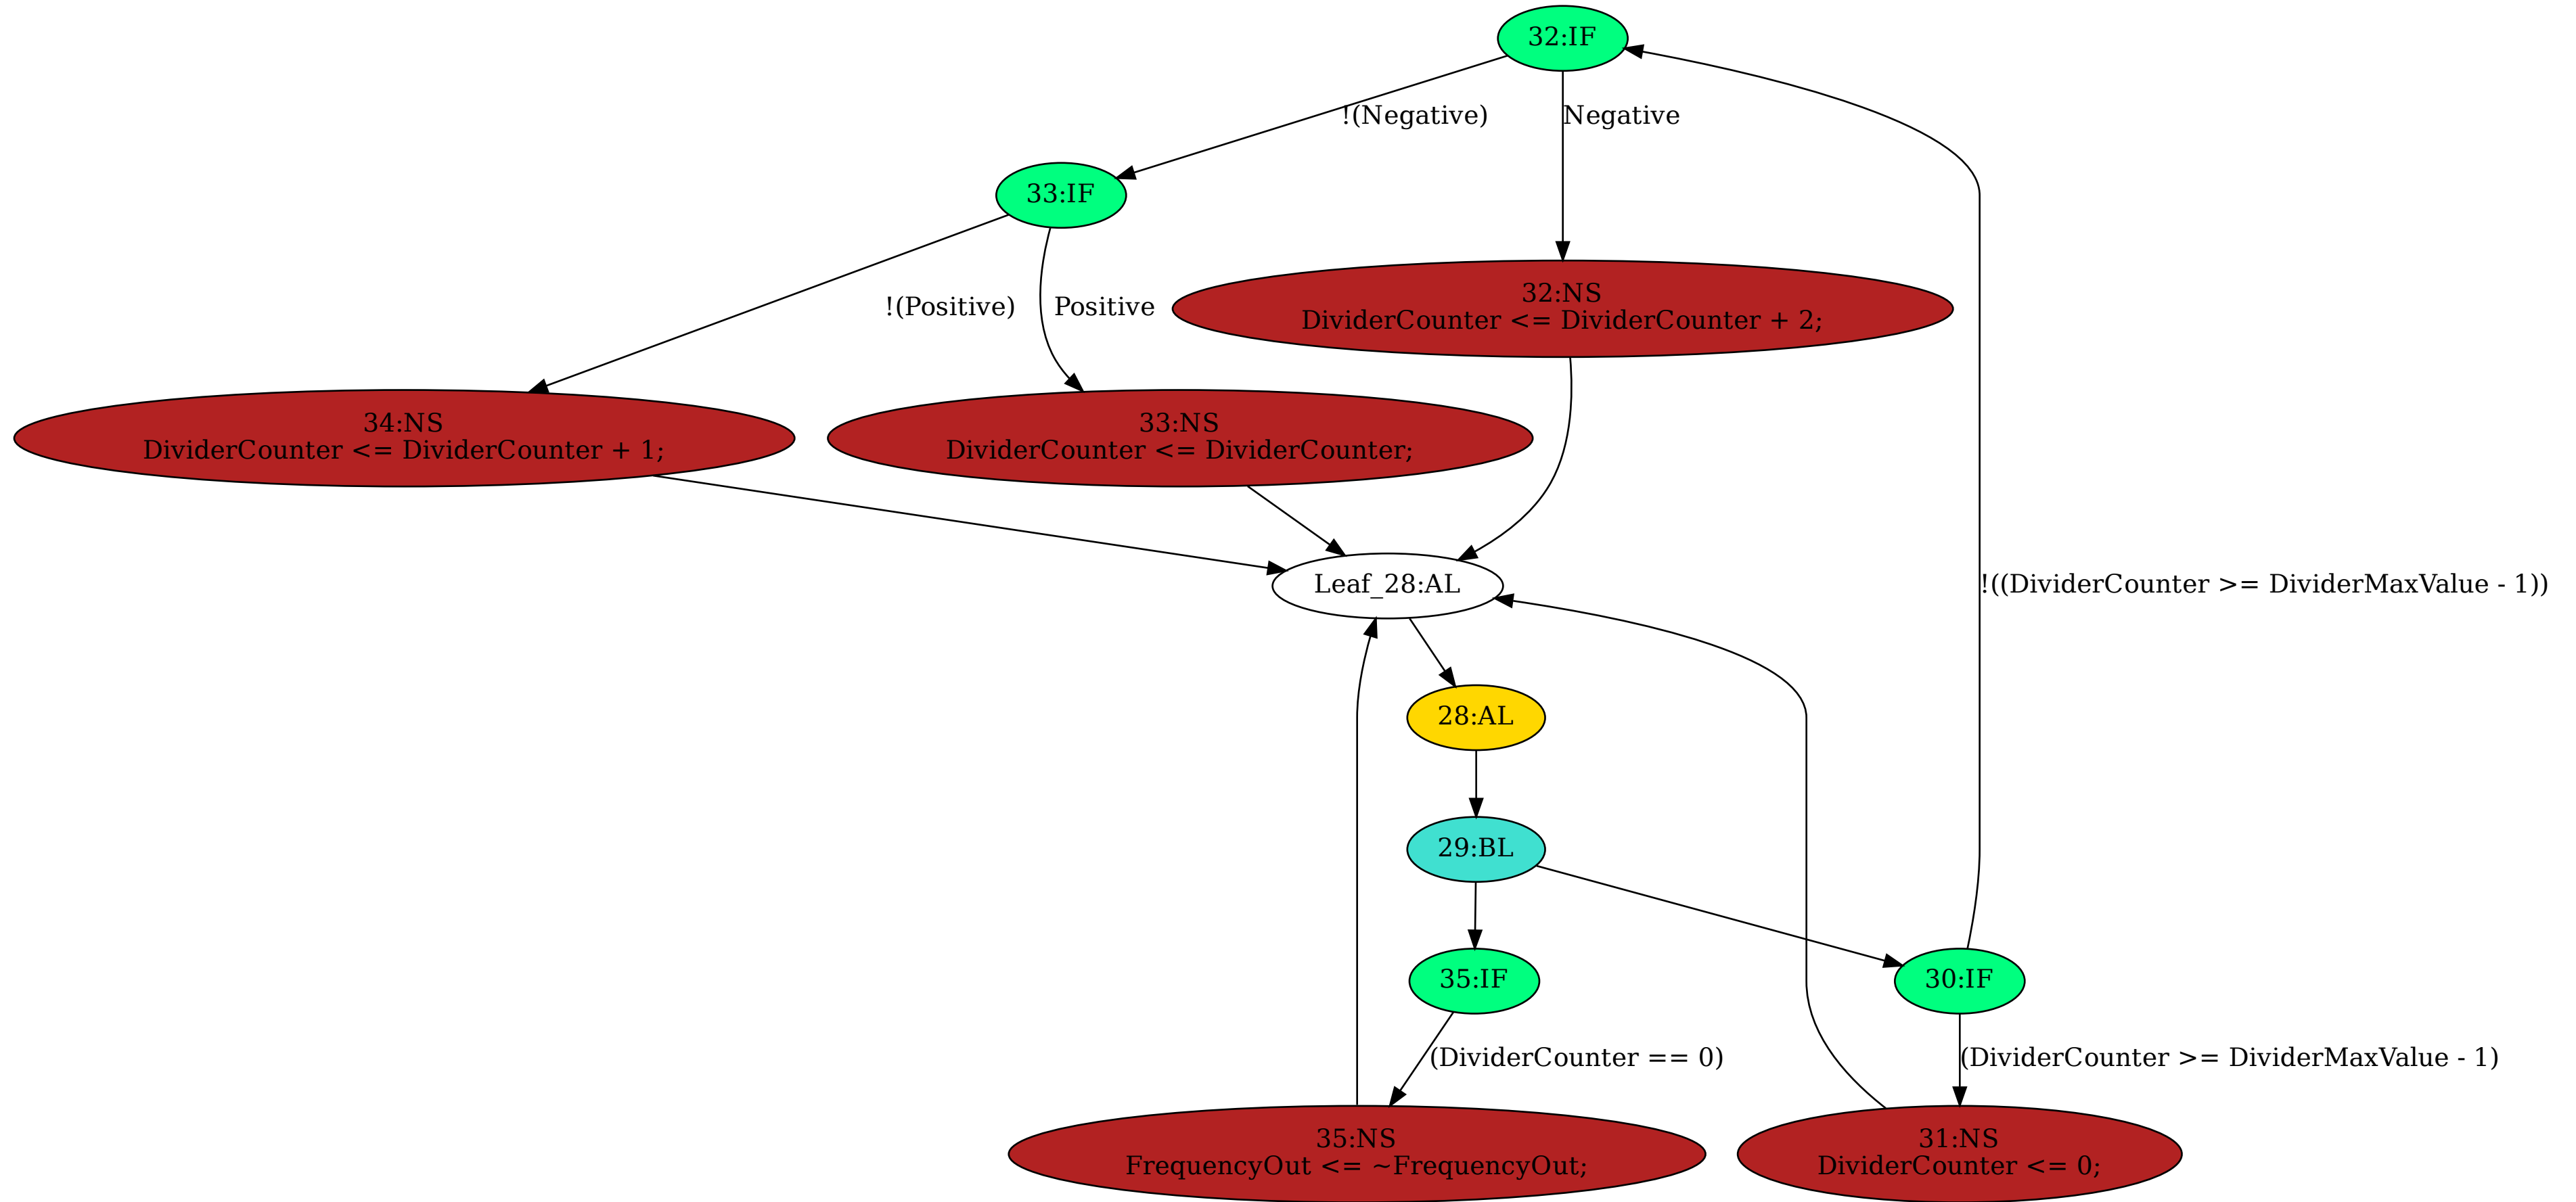 32:IF
!(Negative)
Negative
33:IF
!(Positive)
Positive
32:NS
DividerCounter <= DividerCounter + 2;
34:NS
DividerCounter <= DividerCounter + 1;
33:NS
DividerCounter <= DividerCounter;
Leaf_28:AL
!((DividerCounter >= DividerMaxValue - 1))
28:AL
29:BL
35:IF
30:IF
(DividerCounter == 0)
(DividerCounter >= DividerMaxValue - 1)
35:NS
FrequencyOut <= ~FrequencyOut;
31:NS
DividerCounter <= 0;